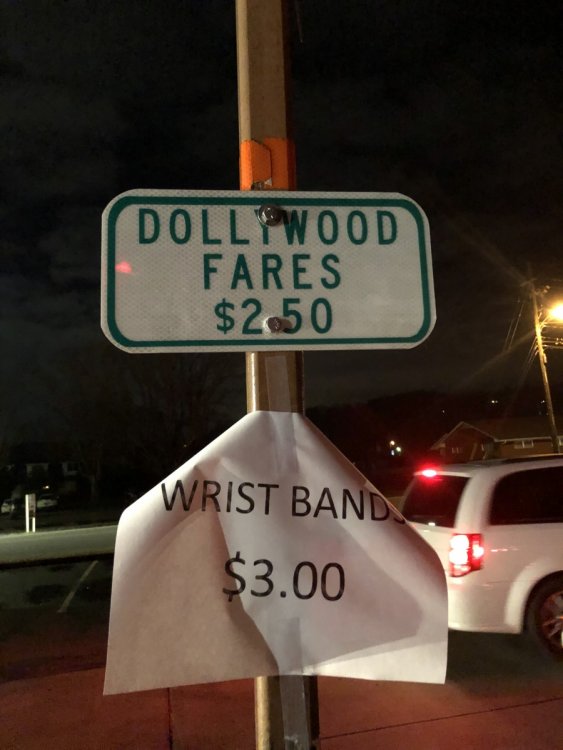 DOLLYWOOD
FARES
$2.50
WRIST BANDS
$3.00